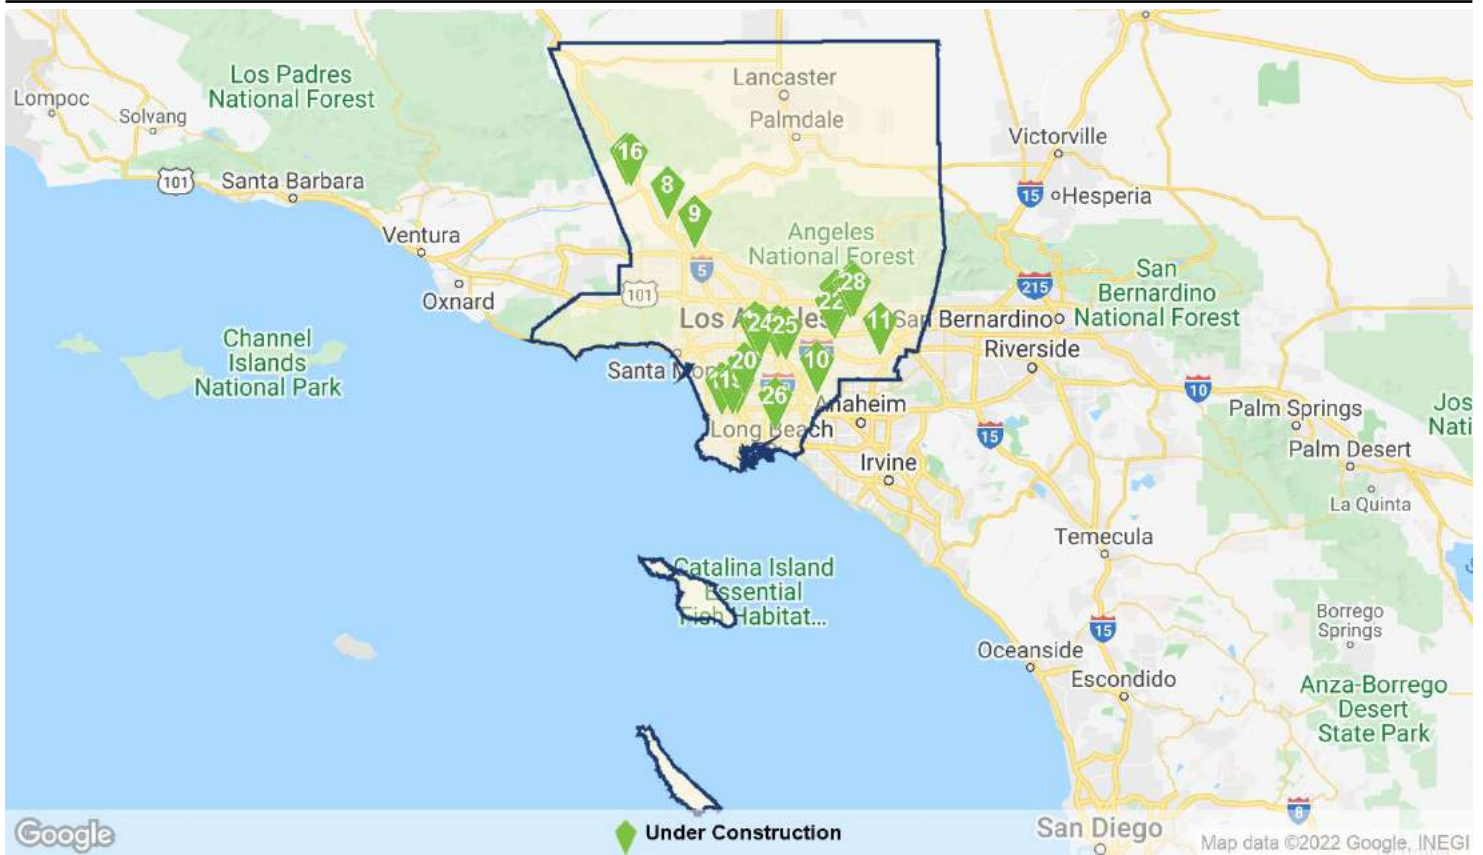 Los Padres
National Forest
Lompoc
Solvang
101
Santa Barbara
Ventura
Oxnard
Channel
Islands
National Park
Lancaster
Palmdale
16
8
9
Angeles
National Forest
5
101
28
22
24
25
11
10
20
26
Santa
Long Beach
Victorville
15
Hesperia
215
San
Bernardino
National Forest
San Bernardino
Riverside
Anaheim
10
15
Irvine
Palm Springs
Palm Desert
La Quinta
Temecula
Catalina Island
Essential
Fish Habitat...
15
Borrego
Springs
Oceanside
Escondido
Anza-Borrego
Desert
State Park
8
San Diego
Google
Under Construction
Map data ©2022 Google, INEGI